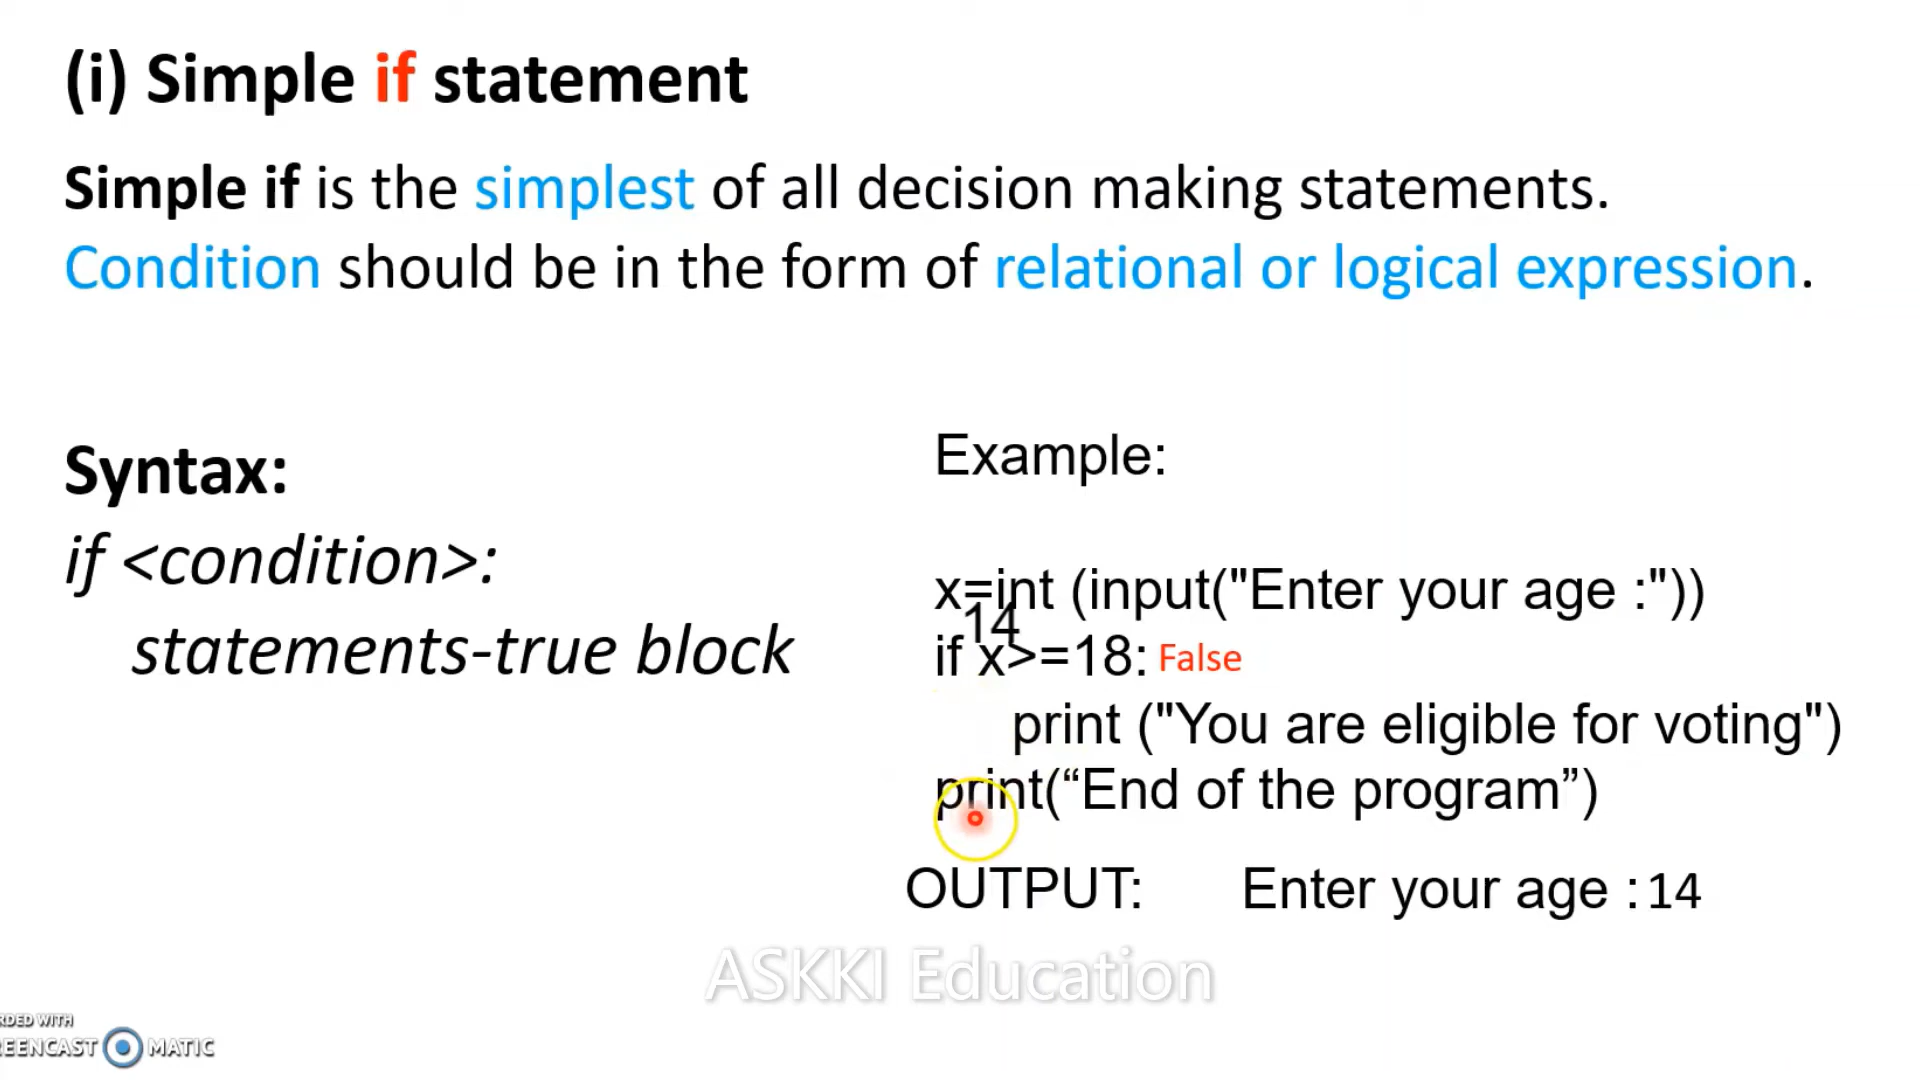 (i) Simple if statement
Simple if is the simplest of all decision making statements.
Condition should be in the form of relational or logical expression.
Syntax:
if <condition>:
statements-true block
Example:
x=int (input("Enter your age :"))
14
if x>=18: False
print ("You are eligible for voting")
print(“End of the program”)
OUTPUT: Enter your age : 14
ASKKI Education
RDED WITH
REENCAST MATIC